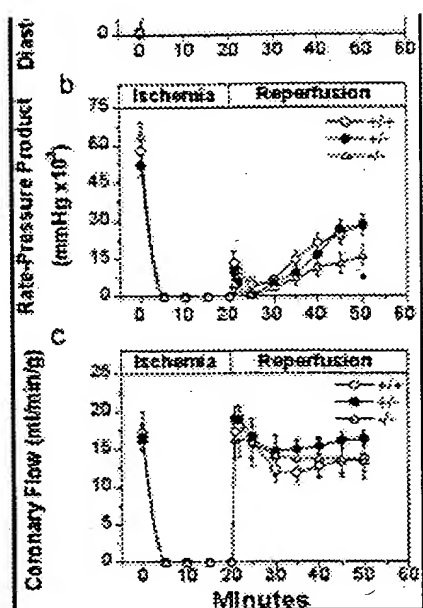 Diast
0
0 10 20 30 40 50 60
b
Ischemia Reperfusion
Rate-Pressure Product
(mmHg x10³)
75
60
45
30
15
0
+/+
+/-
-/-
*
0 10 20 30 40 50 60
c
Ischemia Reperfusion
Coronary Flow (ml/min/g)
25
20
15
10
5
0
+/+
+/-
-/-
0 10 20 30 40 50 60
Minutes